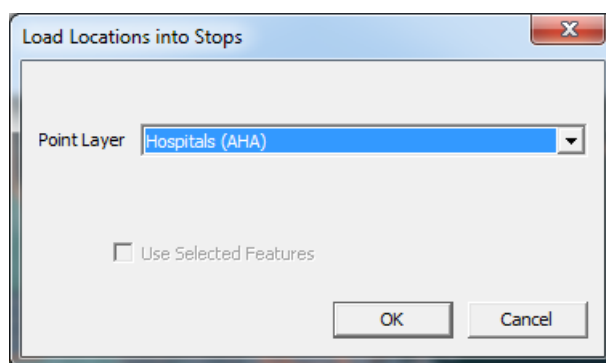 Load Locations into Stops
Point Layer Hospitals (AHA)
Use Selected Features
OK Cancel